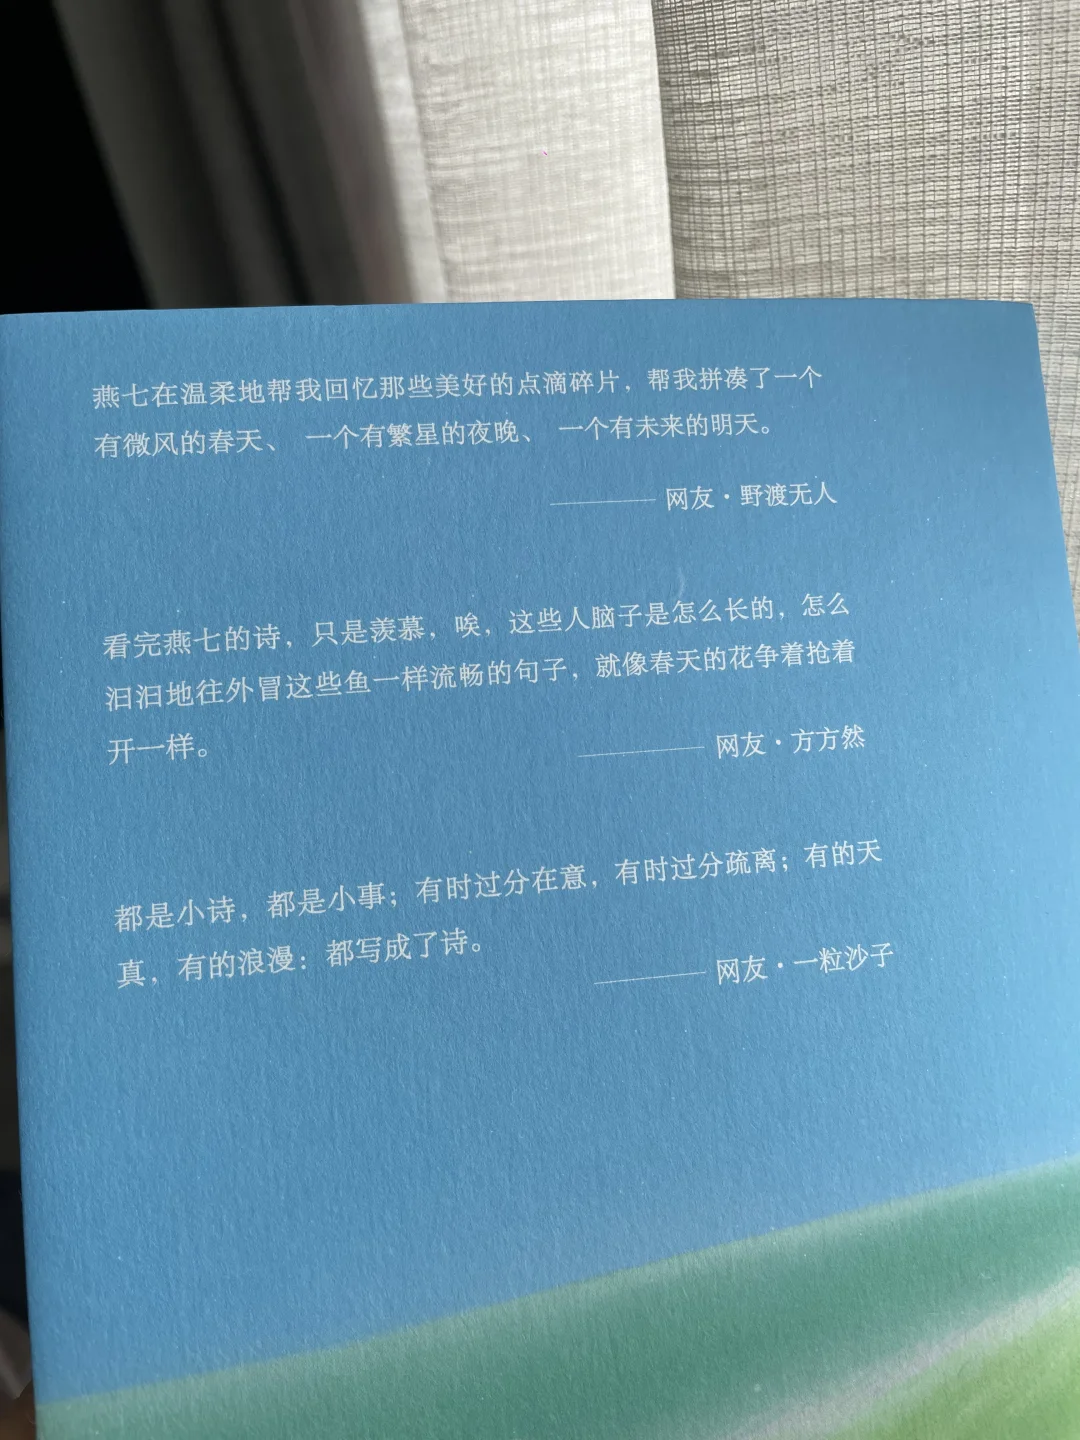 燕七在温柔地帮我回忆那些美好的点滴碎片，帮我拼凑了一个
有微风的春天、 一个有繁星的夜晚、 一个有未来的明天。
———— 网友·野渡无人
看完燕七的诗，只是羡慕，唉，这些人脑子是怎么长的，怎么
汩汩地往外冒这些鱼一样流畅的句子，就像春天的花争着抢着
开一样。
———— 网友·方方然
都是小诗，都是小事；有时过分在意，有时过分疏离；有的天
真，有的浪漫：都写成了诗。
———— 网友·一粒沙子